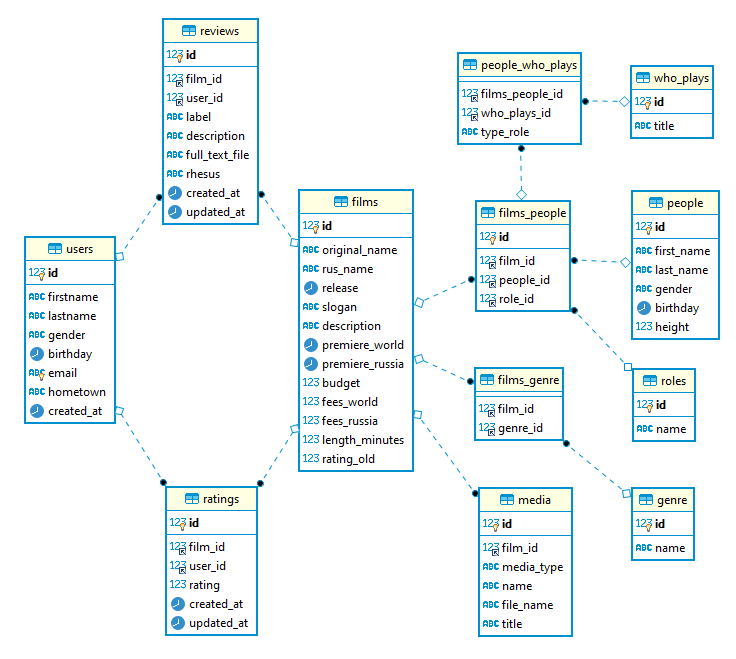 reviews
123 id
123 film_id
123 user_id
ABC label
ABC description
ABC full_text_file
ABC rhesus
created_at
updated_at
users
123 id
ABC firstname
ABC lastname
ABC gender
birthday
ABC email
ABC hometown
created_at
ratings
123 id
123 film_id
123 user_id
123 rating
created_at
updated_at
films
123 id
ABC original_name
ABC rus_name
release
ABC slogan
ABC description
premiere_world
premiere_russia
123 budget
123 fees_world
123 fees_russia
123 length_minutes
123 rating_old
people_who_plays
123 films_people_id
123 who_plays_id
ABC type_role
who_plays
123 id
ABC title
films_people
123 id
123 film_id
123 people_id
123 role_id
people
123 id
ABC first_name
ABC last_name
ABC gender
birthday
123 height
films_genre
123 film_id
123 genre_id
roles
123 id
ABC name
media
123 id
123 film_id
ABC media_type
ABC name
ABC file_name
ABC title
genre
123 id
ABC name